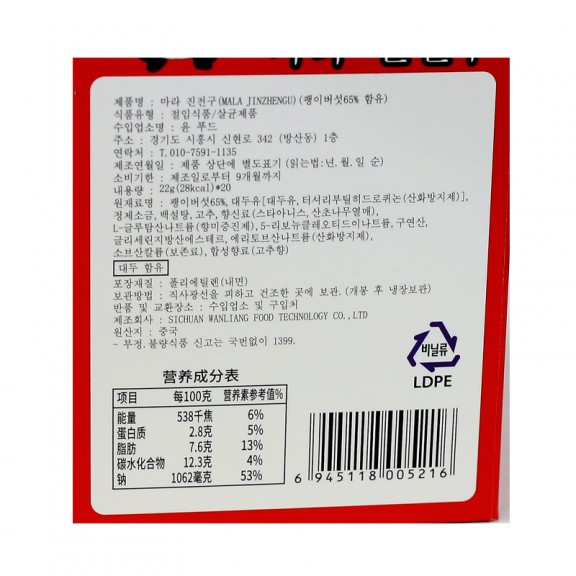 제품명 : 마라 진전구(MALA JINZHENGU)(팽이버섯65% 함유)
식품유형 : 절임식품/살균제품
수입업소명 : 윤 푸드
주소 : 경기도 시흥시 신현로 342 (방산동) 1층
연락처 : T.010-7591-1135
제조연월일 : 제품 상단에 별도표기 (읽는법:년.월.일 순)
소비기한 : 제조일로부터 9개월까지
내용량 : 22g(28kcal)*20
원재료명 : 팽이버섯65%,대두유[대두유,터셔리부틸히드로퀴논(산화방지제)],
정제소금,백설탕,고추,향신료(스타아니스,산초나무열매),
L-글루탐산나트륨(향미증진제),5-리보뉴클레오티드이나트륨,구연산,
글리세린지방산에스테르,에리토브산나트륨(산화방지제),
소브산칼륨(보존료),합성향료(고추향)
대두 함유
포장재질 : 폴리에틸렌(내면)
보관방법 : 직사광선을 피하고 건조한 곳에 보관.(개봉 후 냉장보관)
반품 및 교환장소 : 수입업소 및 구입처
제조회사 : SICHUAN WANLIANG FOOD TECHNOLOGY CO.,LTD
원산지 : 중국
- 부정.불량식품 신고는 국번없이 1399.
비닐류
LDPE
营养成分表
项目 每100克 营养素参考值%
能量 538千焦 6%
蛋白质 2.8克 5%
脂肪 7.6克 13%
碳水化合物 12.3克 4%
钠 1062毫克 53%
6 945118 005216